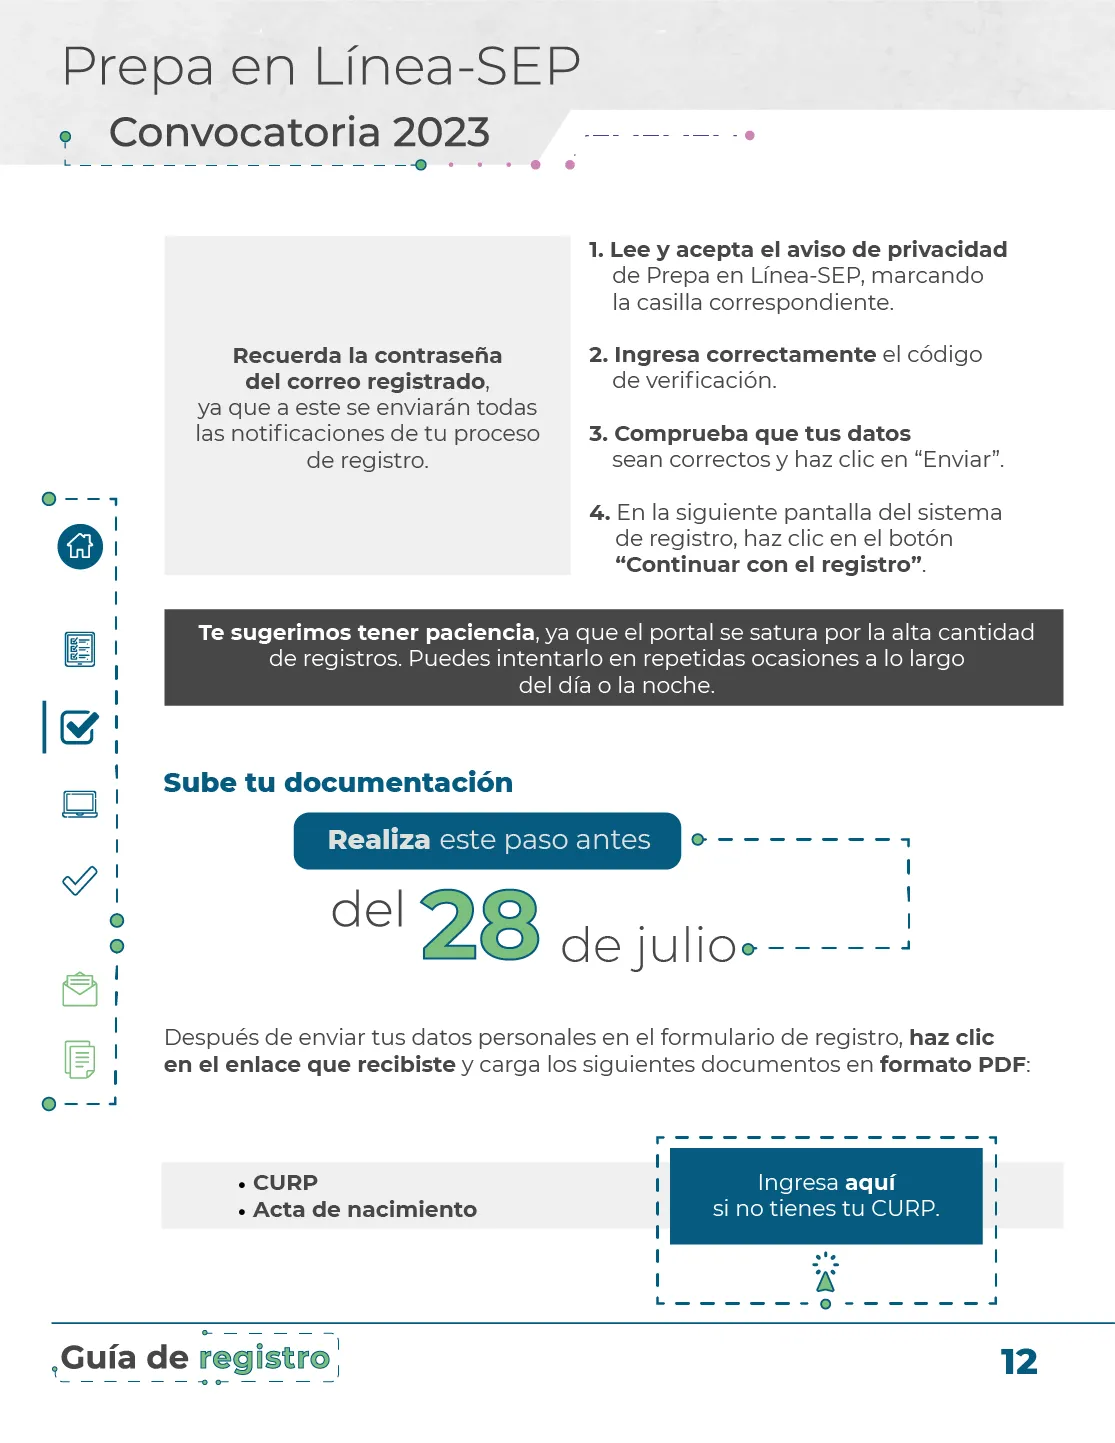 Prepa en Línea-SEP
Convocatoria 2023
Recuerda la contraseña
del correo registrado,
ya que a este se enviarán todas
las notificaciones de tu proceso
de registro.
1. Lee y acepta el aviso de privacidad
de Prepa en Línea-SEP, marcando
la casilla correspondiente.
2. Ingresa correctamente el código
de verificación.
3. Comprueba que tus datos
sean correctos y haz clic en “Enviar”.
4. En la siguiente pantalla del sistema
de registro, haz clic en el botón
“Continuar con el registro”.
Te sugerimos tener paciencia, ya que el portal se satura por la alta cantidad
de registros. Puedes intentarlo en repetidas ocasiones a lo largo
del día o la noche.
Sube tu documentación
Realiza este paso antes
del 28 de julio
Después de enviar tus datos personales en el formulario de registro, haz clic
en el enlace que recibiste y carga los siguientes documentos en formato PDF:
• CURP
• Acta de nacimiento
Ingresa aquí
si no tienes tu CURP.
Guía de registro
12